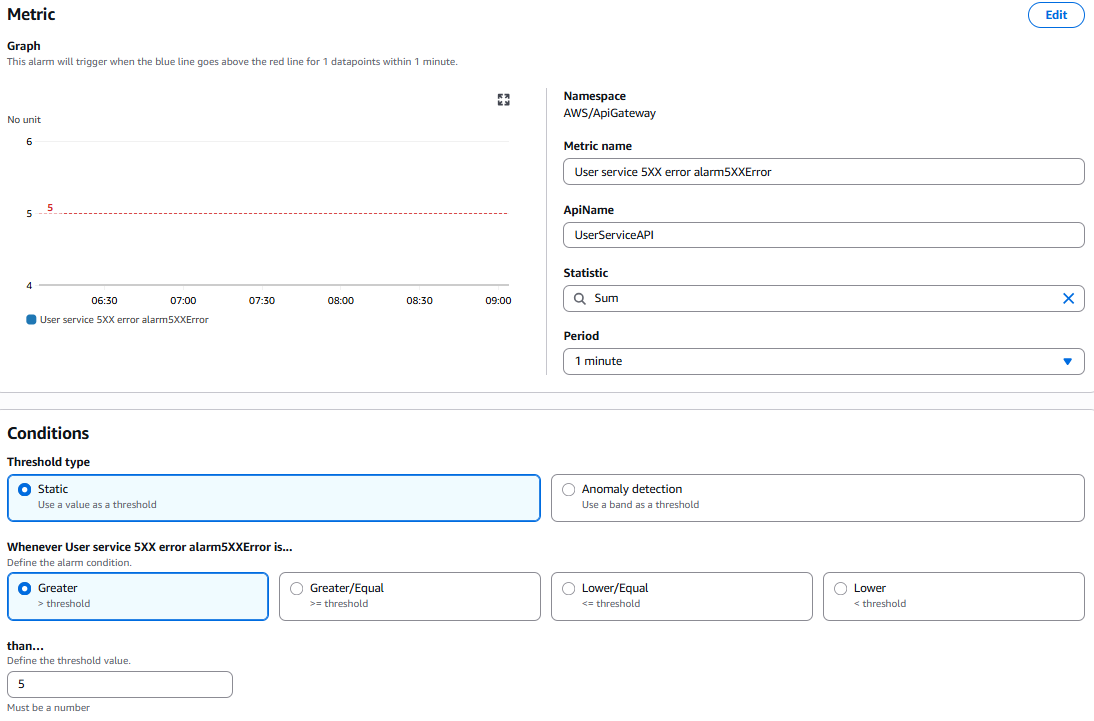 Metric
Edit
Graph
This alarm will trigger when the blue line goes above the red line for 1 datapoints within 1 minute.
No unit
6
5
5
4
06:30 07:00 07:30 08:00 08:30 09:00
User service 5XX error alarm5XXError
Namespace
AWS/ApiGateway
Metric name
User service 5XX error alarm5XXError
ApiName
UserServiceAPI
Statistic
Sum
Period
1 minute
Conditions
Threshold type
Static
Use a value as a threshold
Anomaly detection
Use a band as a threshold
Whenever User service 5XX error alarm5XXError is...
Define the alarm condition.
Greater
> threshold
Greater/Equal
>= threshold
Lower/Equal
<= threshold
Lower
< threshold
than...
Define the threshold value.
5
Must be a number